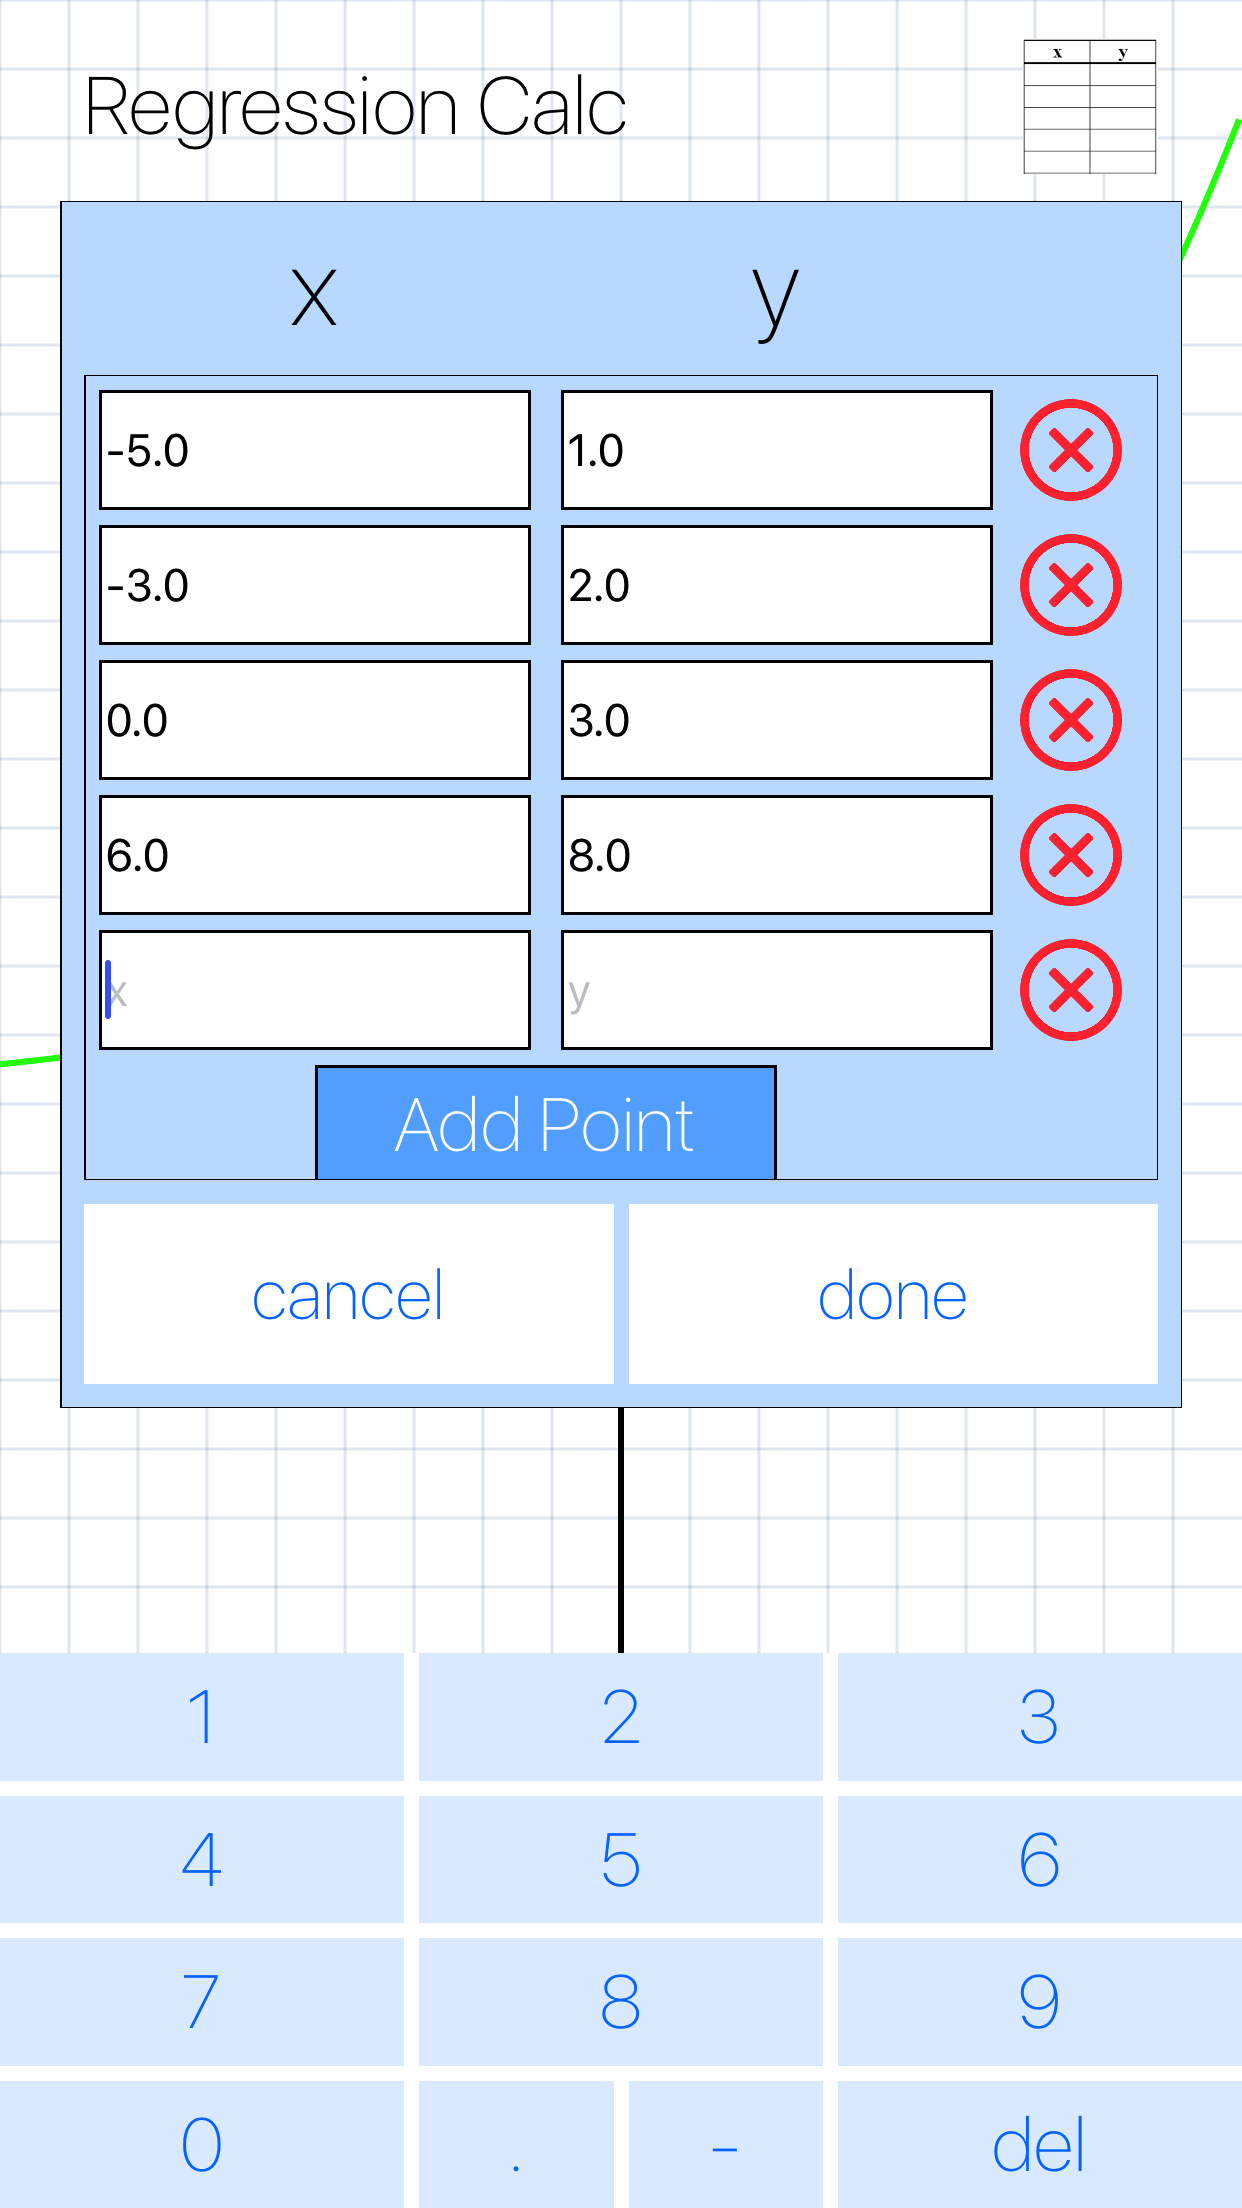 Regression Calc
x y
x y
-5.0 1.0
-3.0 2.0
0.0 3.0
6.0 8.0
x y
Add Point
cancel done
1 2 3
4 5 6
7 8 9
0 . - del